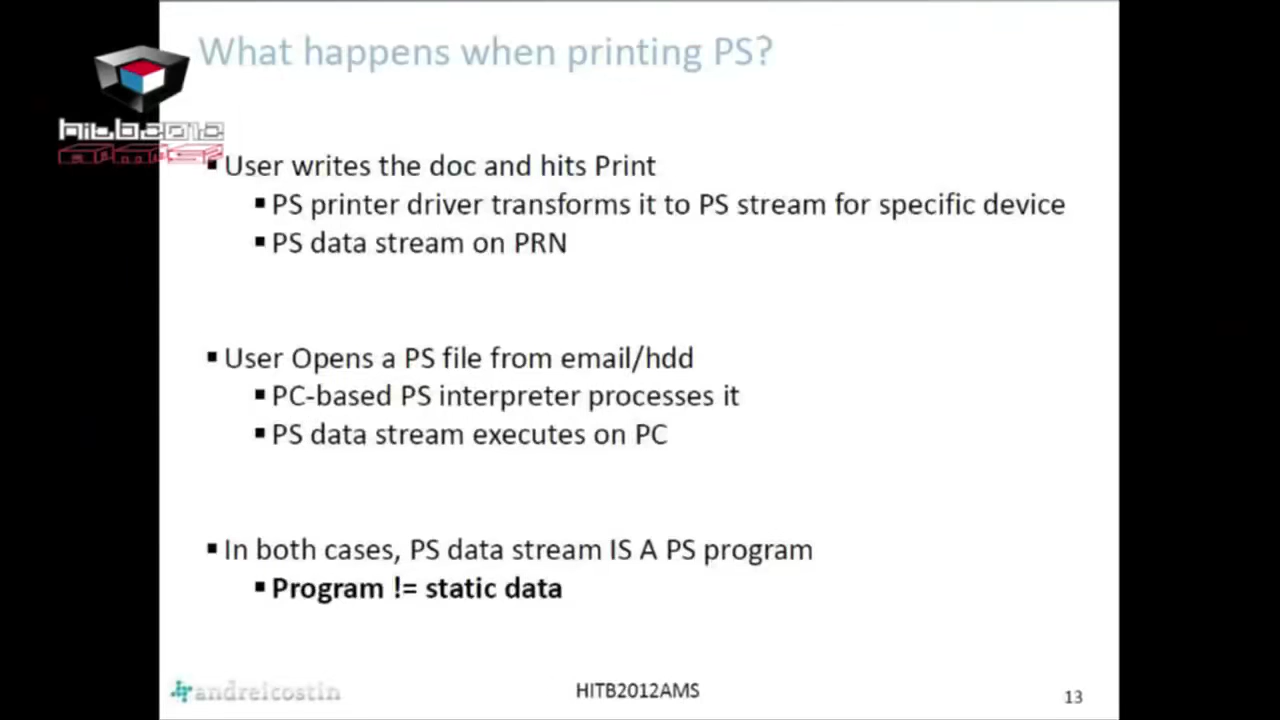 What happens when printing PS?
hitb2012
amsr
▪ User writes the doc and hits Print
▪ PS printer driver transforms it to PS stream for specific device
▪ PS data stream on PRN
▪ User Opens a PS file from email/hdd
▪ PC-based PS interpreter processes it
▪ PS data stream executes on PC
▪ In both cases, PS data stream IS A PS program
▪ Program != static data
andreicostin
HITB2012AMS
13